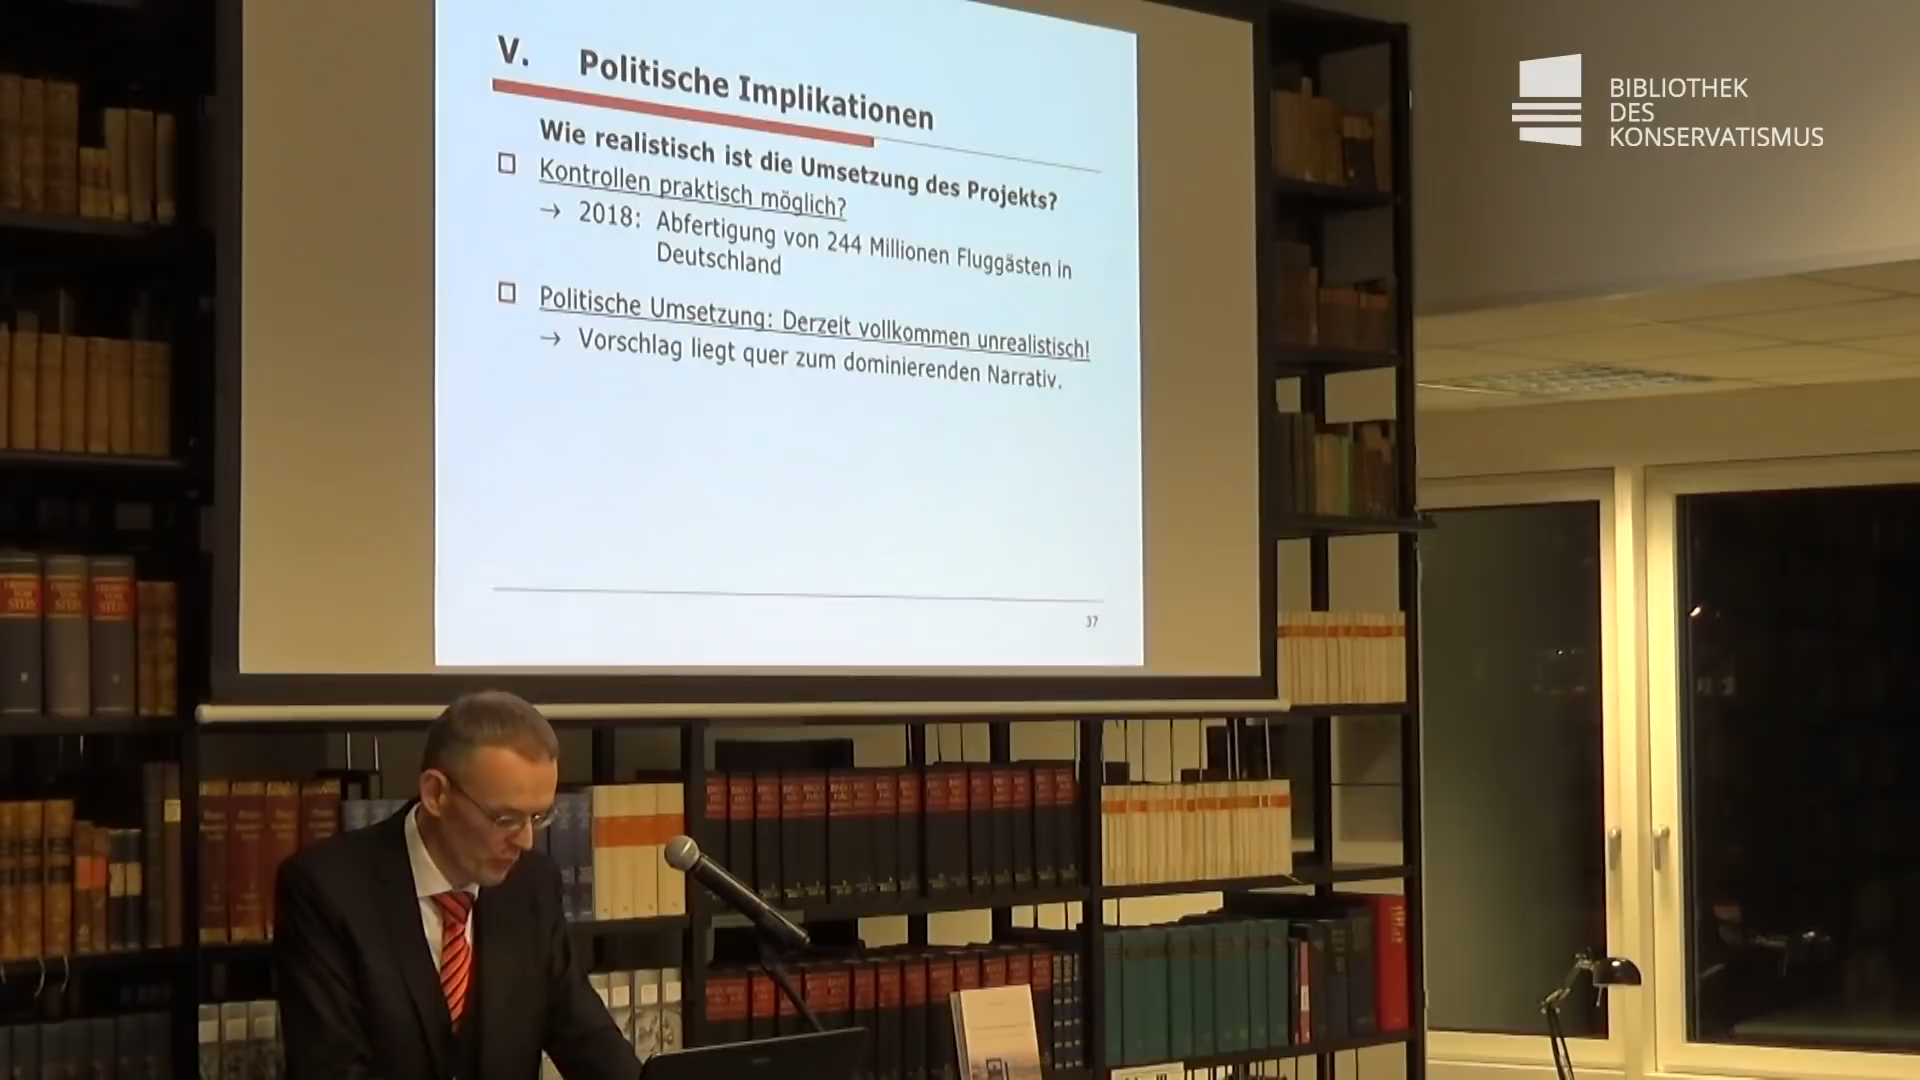 V. Politische Implikationen
Wie realistisch ist die Umsetzung des Projekts?
Kontrollen praktisch möglich?
→ 2018: Abfertigung von 244 Millionen Fluggästen in
Deutschland
Politische Umsetzung: Derzeit vollkommen unrealistisch!
→ Vorschlag liegt quer zum dominierenden Narrativ.
37
BIBLIOTHEK
DES
KONSERVATISMUS